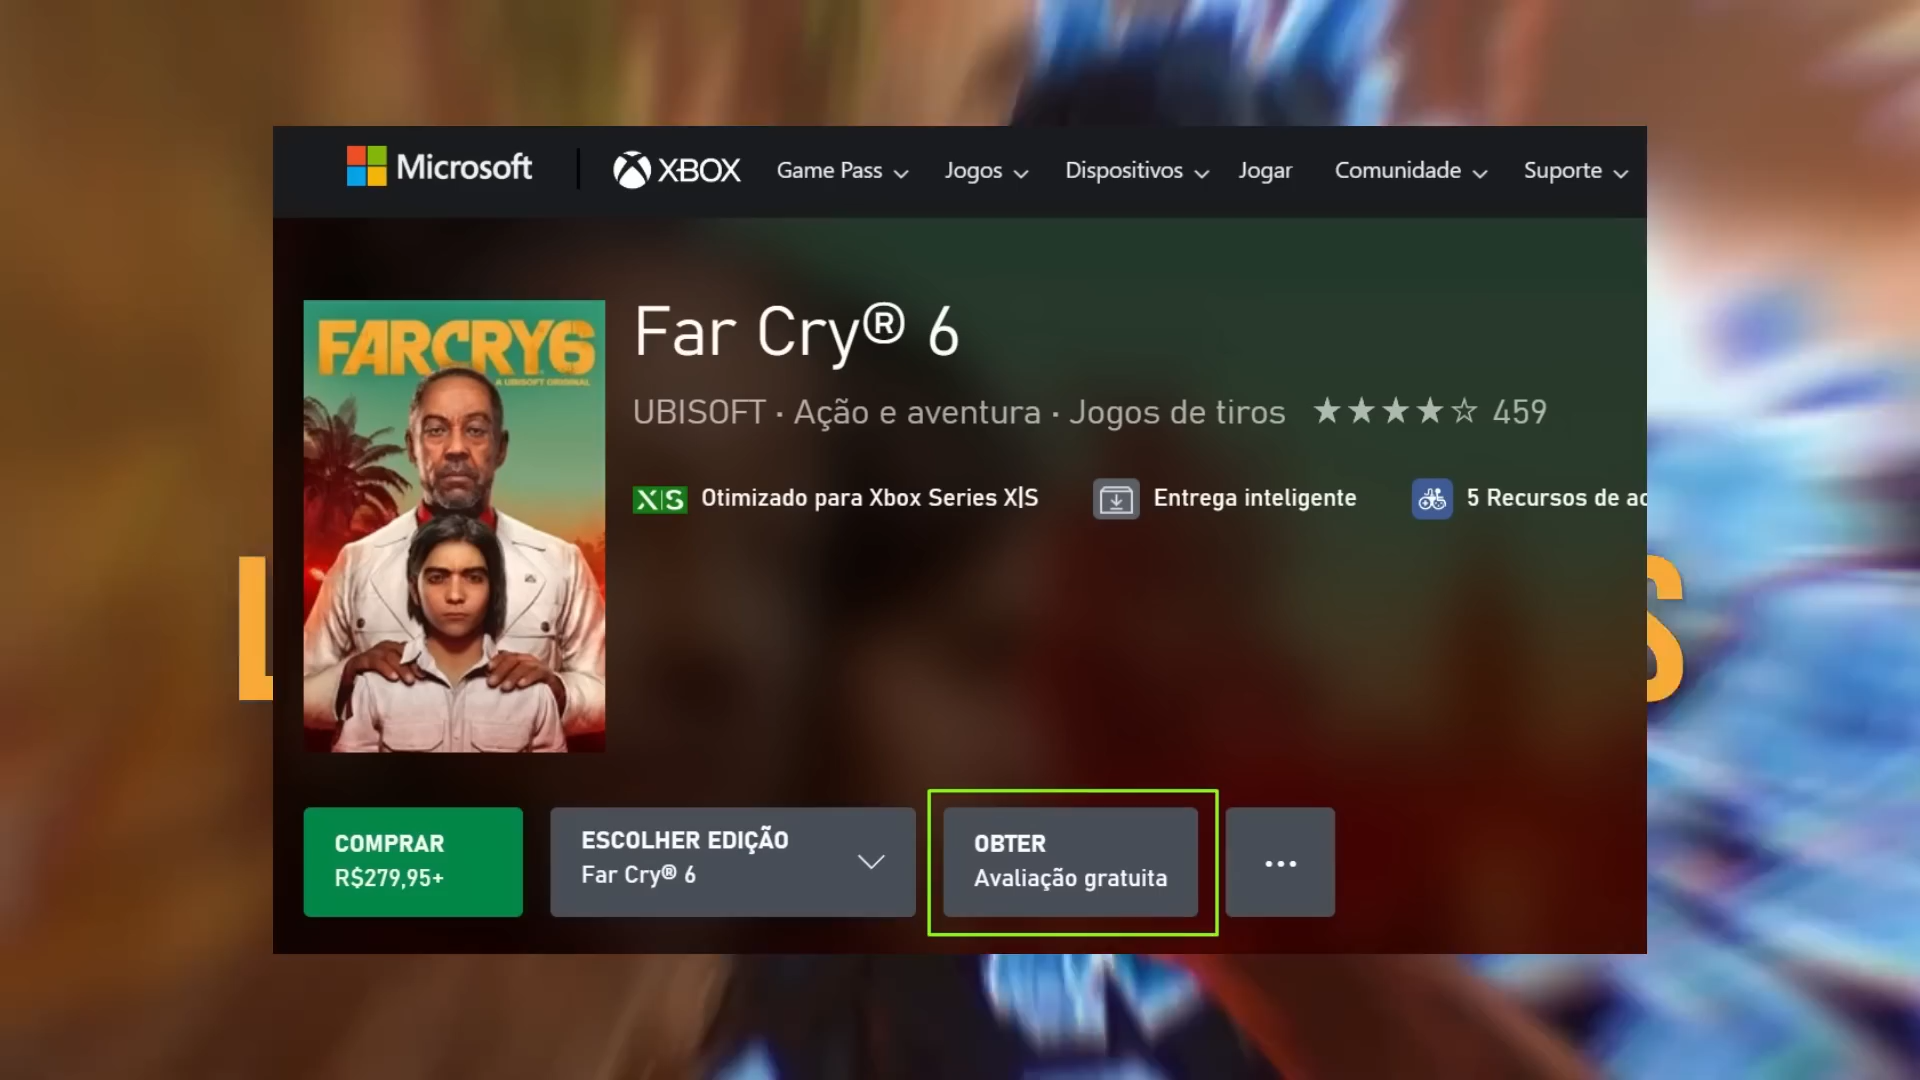 Microsoft
XBOX
Game Pass
Jogos
Dispositivos
Jogar
Comunidade
Suporte
FARCRY6
A UBISOFT ORIGINAL
Far Cry® 6
UBISOFT · Ação e aventura · Jogos de tiros ★★★★☆ 459
X|S Otimizado para Xbox Series X|S
Entrega inteligente
5 Recursos de ac
L
S
COMPRAR
R$279,95+
ESCOLHER EDIÇÃO
Far Cry® 6
OBTER
Avaliação gratuita